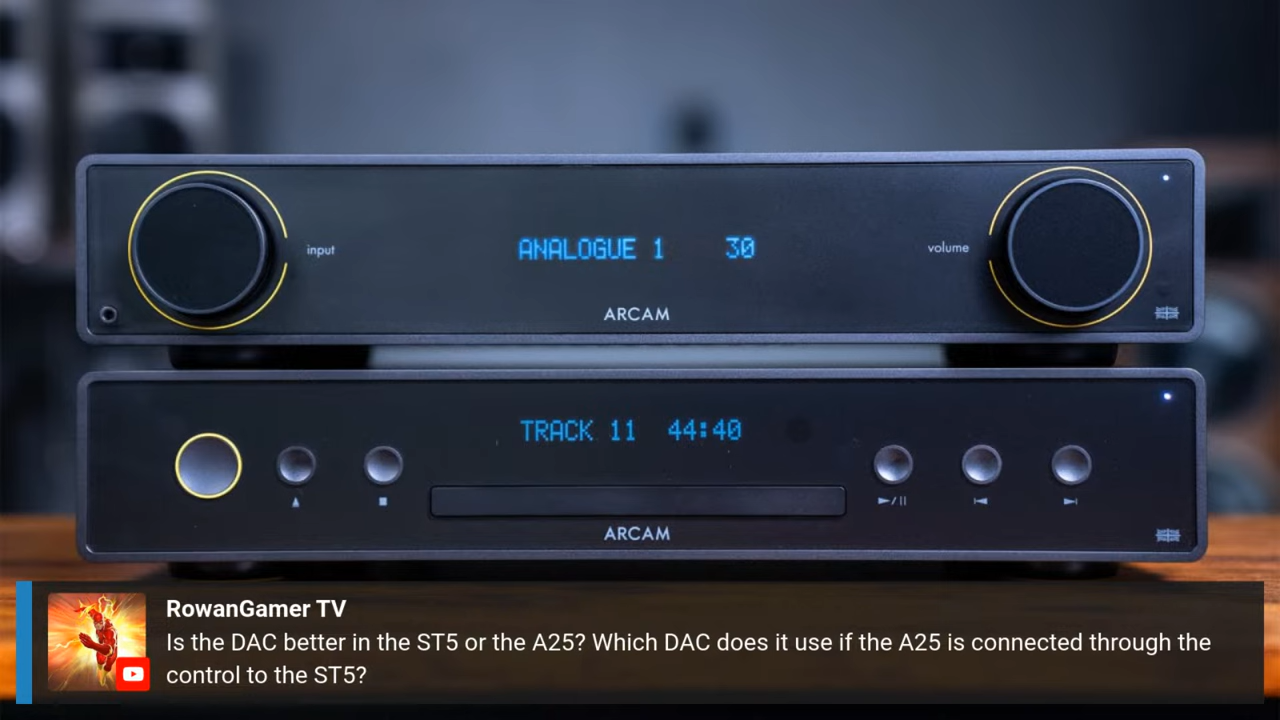 input
ANALOGUE 1 30
volume
ARCAM
TRACK 11 44:40
ARCAM
RowanGamer TV
Is the DAC better in the ST5 or the A25? Which DAC does it use if the A25 is connected through the
control to the ST5?